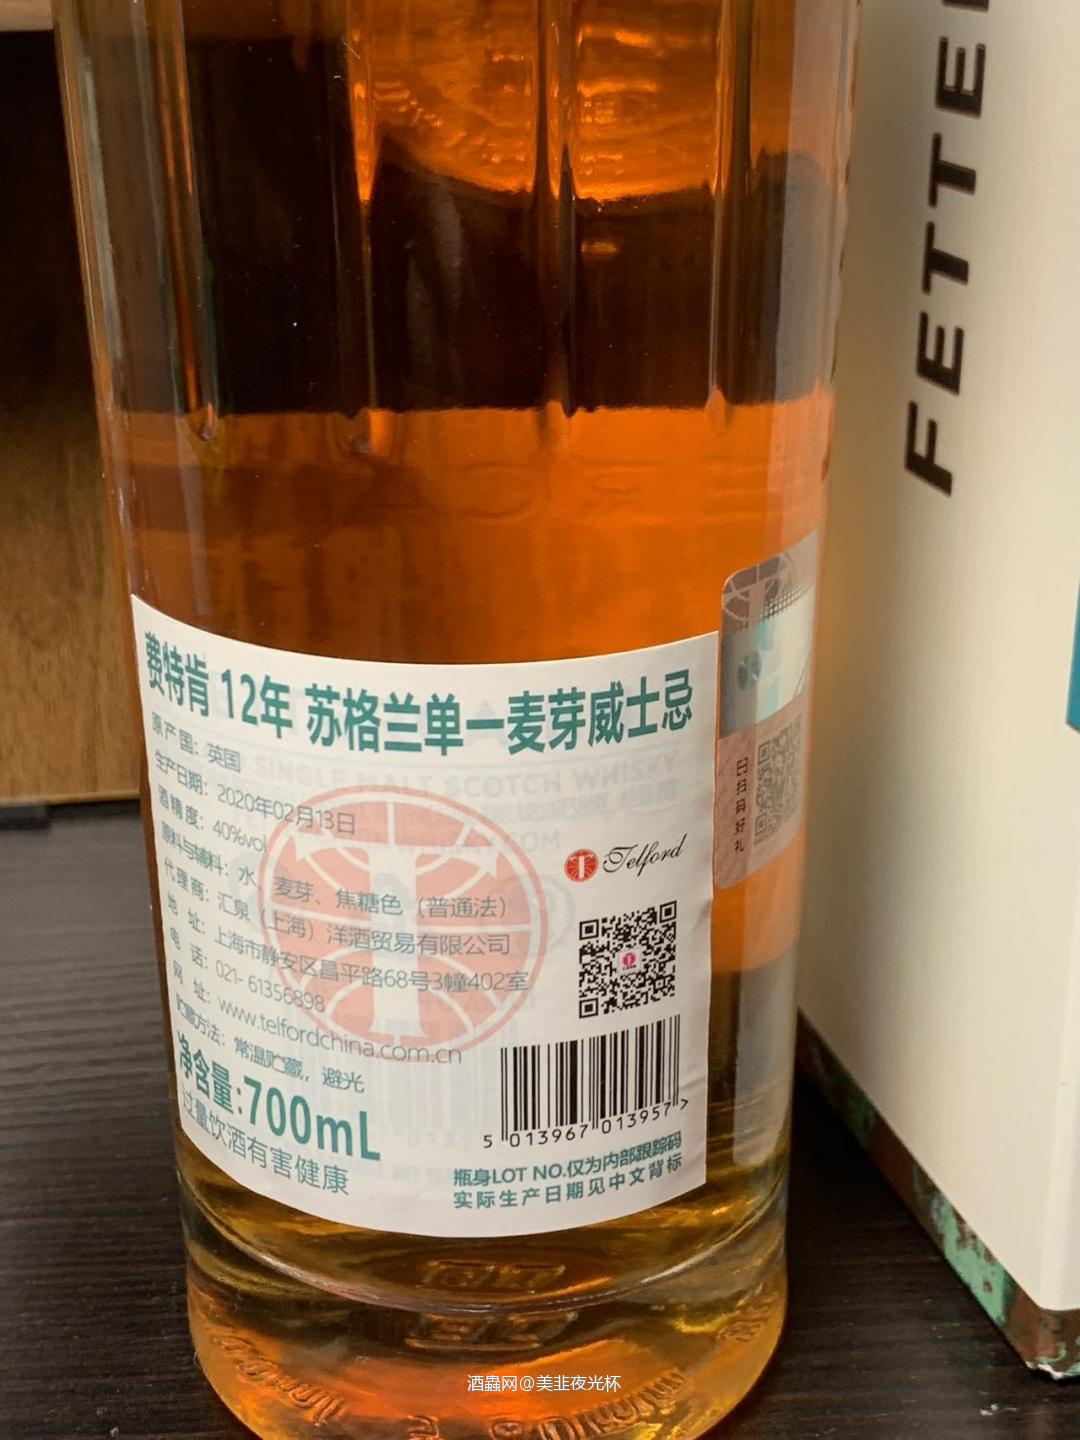 FETTE
费特肯 12年 苏格兰单一麦芽威士忌
原产国：英国
生产日期：2020年02月13日
酒精度：40%vol
原料与辅料：水、麦芽、焦糖色（普通法）
代理商：汇泉（上海）洋酒贸易有限公司
地 址：上海市静安区昌平路68号3幢402室
电 话：021- 61356898
网 址：www.telfordchina.com.cn
贮藏方法：常温贮藏，避光
净含量:700mL
过量饮酒有害健康
SINGLE MALT SCOTCH WHISKY
Telford
5 013967 013957 >
瓶身LOT NO.仅为内部跟踪码
实际生产日期见中文背标
扫扫码 好礼
酒蟲网@美韭夜光杯